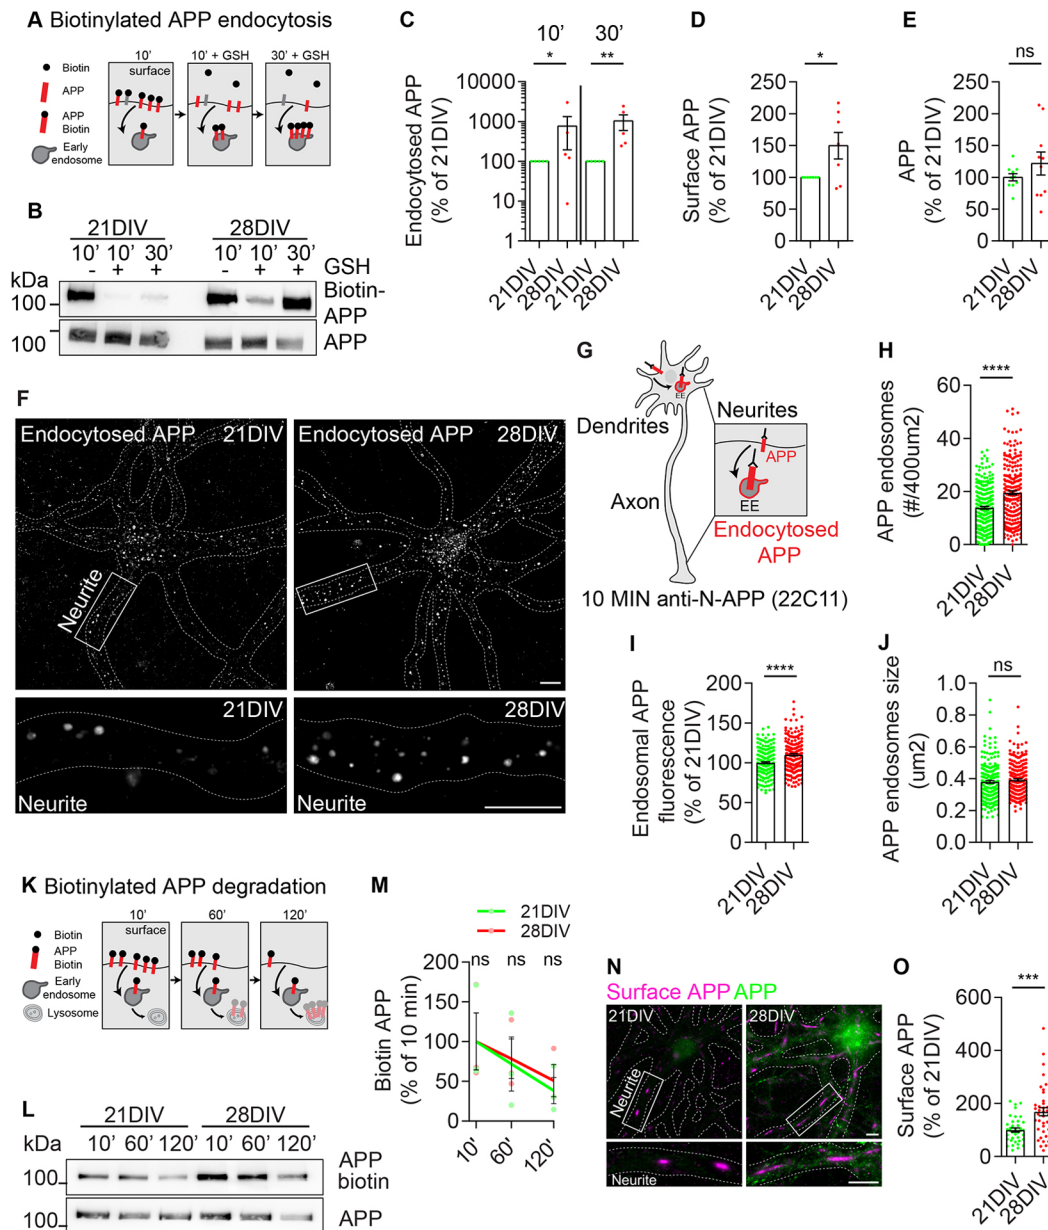 A Biotinylated APP endocytosis
10’
10’ + GSH
30’ + GSH
surface
Biotin
APP
APP
Biotin
Early
endosome
B
21DIV
28DIV
10’ 10’ 30’ 10’ 10’ 30’
- + + - + + GSH
kDa
100
Biotin-
APP
100
APP
C
10’ 30’
* **
Endocytosed APP
(% of 21DIV)
10000
1000
100
10
1
21DIV
28DIV
21DIV
28DIV
D
*
Surface APP
(% of 21DIV)
250
200
150
100
50
0
21DIV
28DIV
E
ns
APP
(% of 21DIV)
250
200
150
100
50
0
21DIV
28DIV
F
Endocytosed APP 21DIV
Endocytosed APP 28DIV
Neurite
21DIV
Neurite
28DIV
Neurite
G
EE
Dendrites
Neurites
APP
EE
Axon
Endocytosed
APP
10 MIN anti-N-APP (22C11)
H
****
APP endosomes
(#/400um2)
60
40
20
0
21DIV
28DIV
I
****
Endosomal APP
fluorescence
(% of 21DIV)
200
150
100
50
0
21DIV
28DIV
J
ns
APP endosomes size
(um2)
1.0
0.8
0.6
0.4
0.2
0.0
21DIV
28DIV
K Biotinylated APP degradation
10’
60’
120’
surface
Biotin
APP
Biotin
Early
endosome
Lysosome
L
21DIV
28DIV
kDa
10’ 60’ 120’ 10’ 60’ 120’
100
APP
biotin
100
APP
M
21DIV
28DIV
ns ns ns
Biotin APP
(% of 10 min)
200
150
100
50
0
10’
60’
120’
N
Surface APP APP
21DIV
28DIV
Neurite
Neurite
O
***
Surface APP
(% of 21DIV)
600
400
200
0
21DIV
28DIV